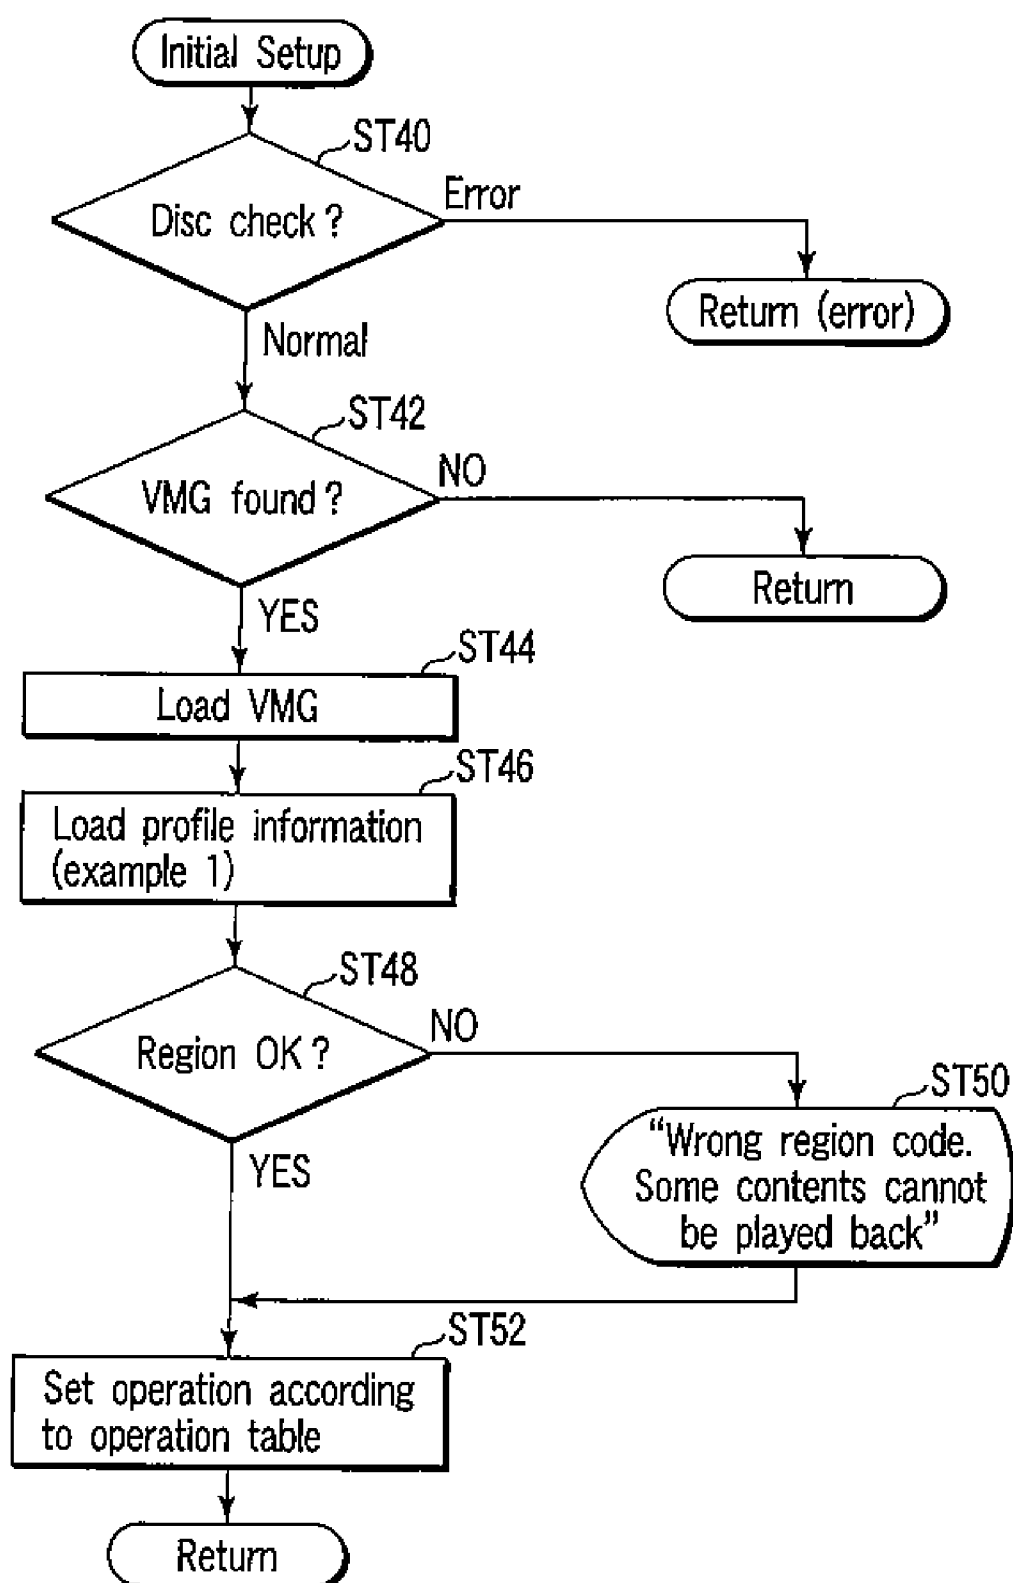 Initial Setup
ST40
Disc check?
Error
Return (error)
Normal
ST42
VMG found?
NO
Return
YES
ST44
Load VMG
ST46
Load profile information
(example 1)
ST48
Region OK?
NO
ST50
“Wrong region code.
Some contents cannot
be played back”
YES
ST52
Set operation according
to operation table
Return